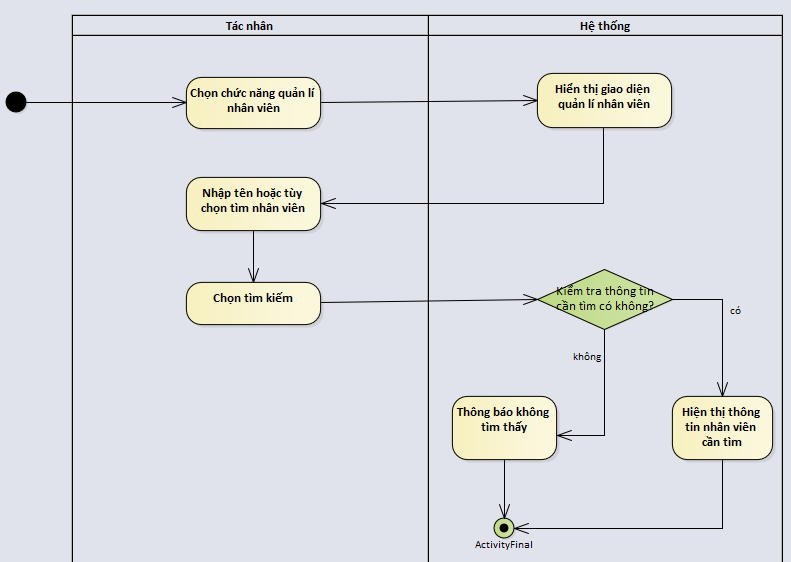 Tác nhân
Hệ thống
Chọn chức năng quản lí
nhân viên
Hiển thị giao diện
quản lí nhân viên
Nhập tên hoặc tùy
chọn tìm nhân viên
Chọn tìm kiếm
Kiểm tra thông tin
cần tìm có không?
có
không
Thông báo không
tìm thấy
Hiện thị thông
tin nhân viên
cần tìm
ActivityFinal